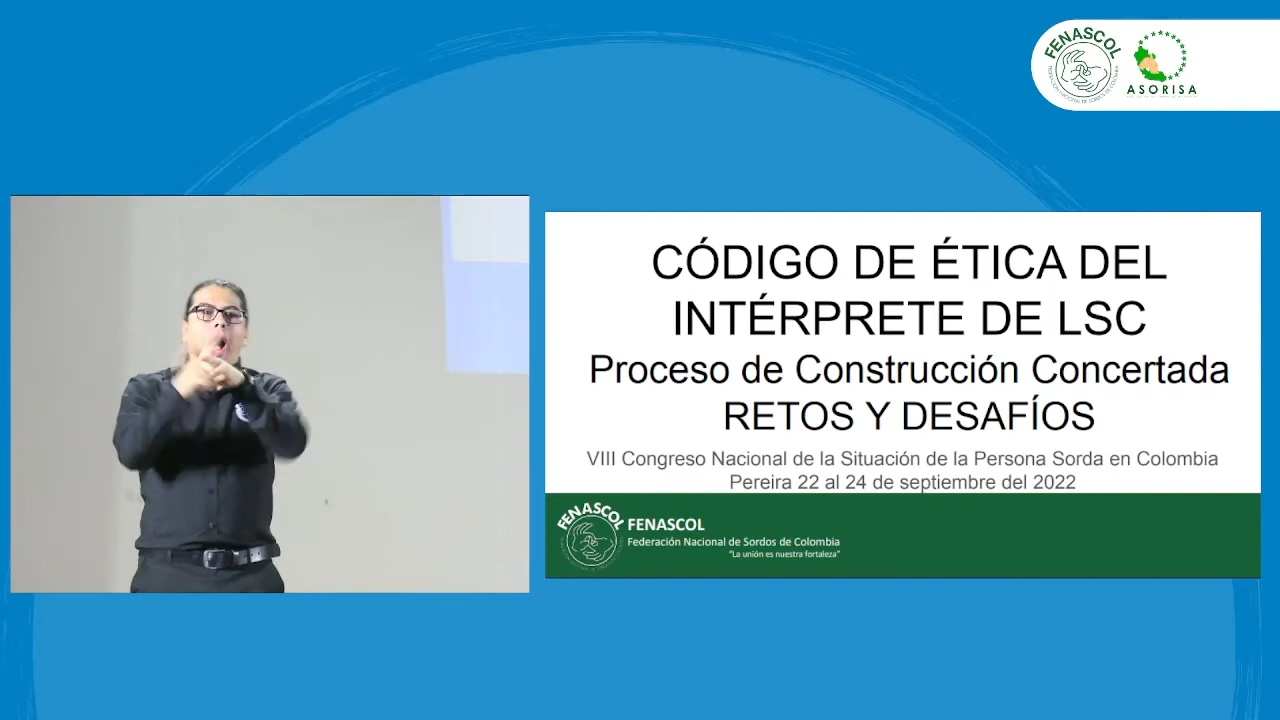 FENASCOL
ASORISA
CÓDIGO DE ÉTICA DEL
INTÉRPRETE DE LSC
Proceso de Construcción Concertada
RETOS Y DESAFÍOS
VIII Congreso Nacional de la Situación de la Persona Sorda en Colombia
Pereira 22 al 24 de septiembre del 2022
FENASCOL
FENASCOL
Federación Nacional de Sordos de Colombia
"La unión es nuestra fortaleza"